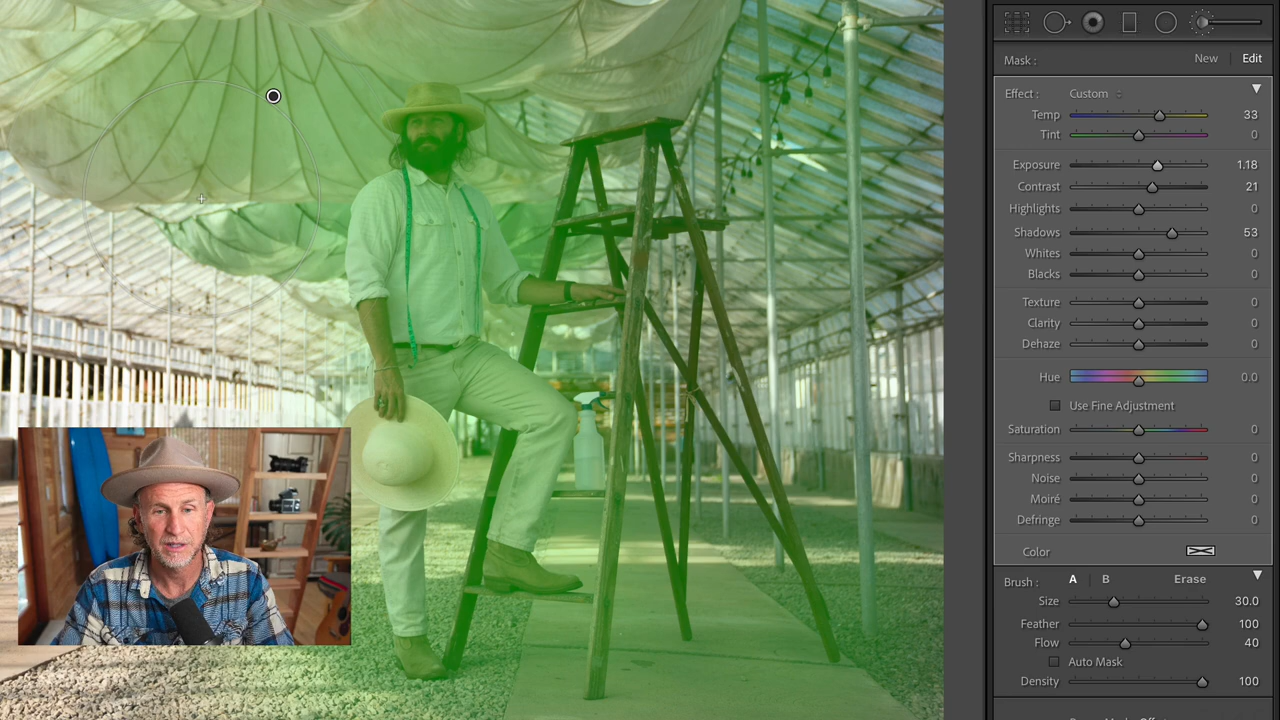 Mask : New Edit
Effect : Custom
Temp 33
Tint 0
Exposure 1.18
Contrast 21
Highlights 0
Shadows 53
Whites 0
Blacks 0
Texture 0
Clarity 0
Dehaze 0
Hue 0.0
Use Fine Adjustment
Saturation 0
Sharpness 0
Noise 0
Moiré 0
Defringe 0
Color
Brush : A B Erase
Size 30.0
Feather 100
Flow 40
Auto Mask
Density 100